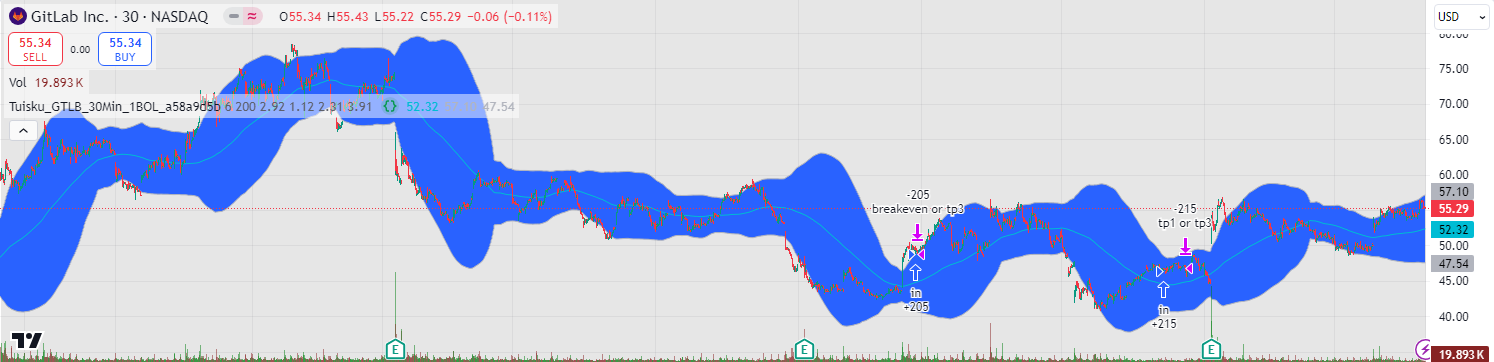 GitLab Inc. · 30 · NASDAQ
O55.34 H55.43 L55.22 C55.29 −0.06 (−0.11%)
USD
55.34
SELL
0.00
55.34
BUY
Vol 19.893 K
Tuisku_GTLB_30Min_1BOL_a58a9d5b 6 200 2.92 1.12 2.31 3.91 {} 52.32 47.54
80.00
75.00
70.00
65.00
60.00
57.10
55.29
52.32
50.00
47.54
45.00
40.00
19.893 K
-205
breakeven or tp3
in
+205
-215
tp1 or tp3
in
+215
E
E
E